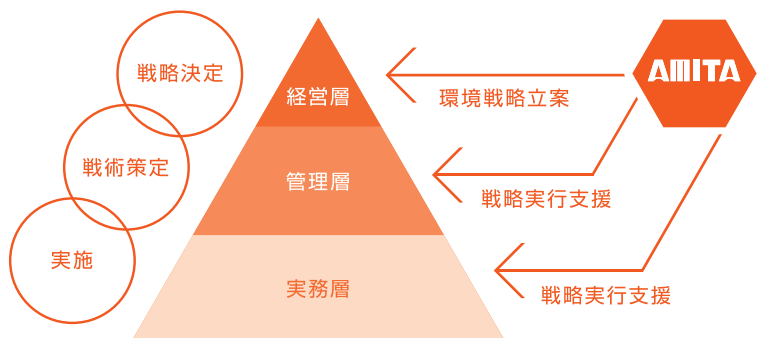 戦略決定
経営層
環境戦略立案
AMITA
戦術策定
管理層
戦略実行支援
実施
実務層
戦略実行支援